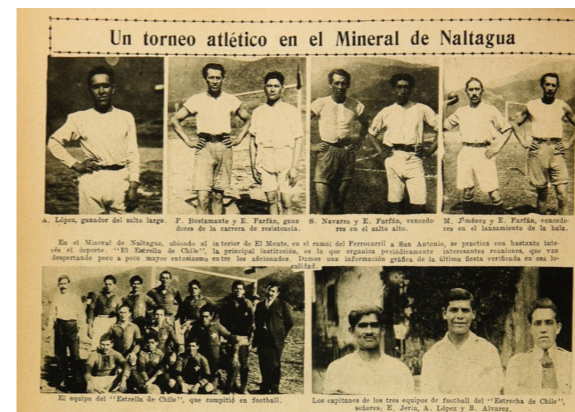 Un torneo atlético en el Mineral de Naltagua
A. López, ganador del salto largo.
F. Bustamante y E. Farfán, gana
dores de la carrera de resistencia.
S. Navarro y E. Farfán, vencedo
res en el salto alto.
M. Jiménez y E. Farfán, vencedo-
res en el lanzamiento de la bala.
En el Mineral de Naltagua, ubicado al interior de El Monte, en el ramal del Ferrocarril a San Antonio, se practica con bastante inte-
rés el deporte. "El Estrella de Chile", la principal institución, es la que organiza periódicamente interesantes reuniones, que van
despertando poco a poco mayor entusiasmo entre los aficionados. Damos una información gráfica de la última fiesta verificada en esa lo-
calidad.
El equipo del "Estrella de Chile", que compitió en football.
Los capitanes de los tres equipos de football del "Estrecha de Chile",
señores: E. Jeria, A. López y R. Alvarez.